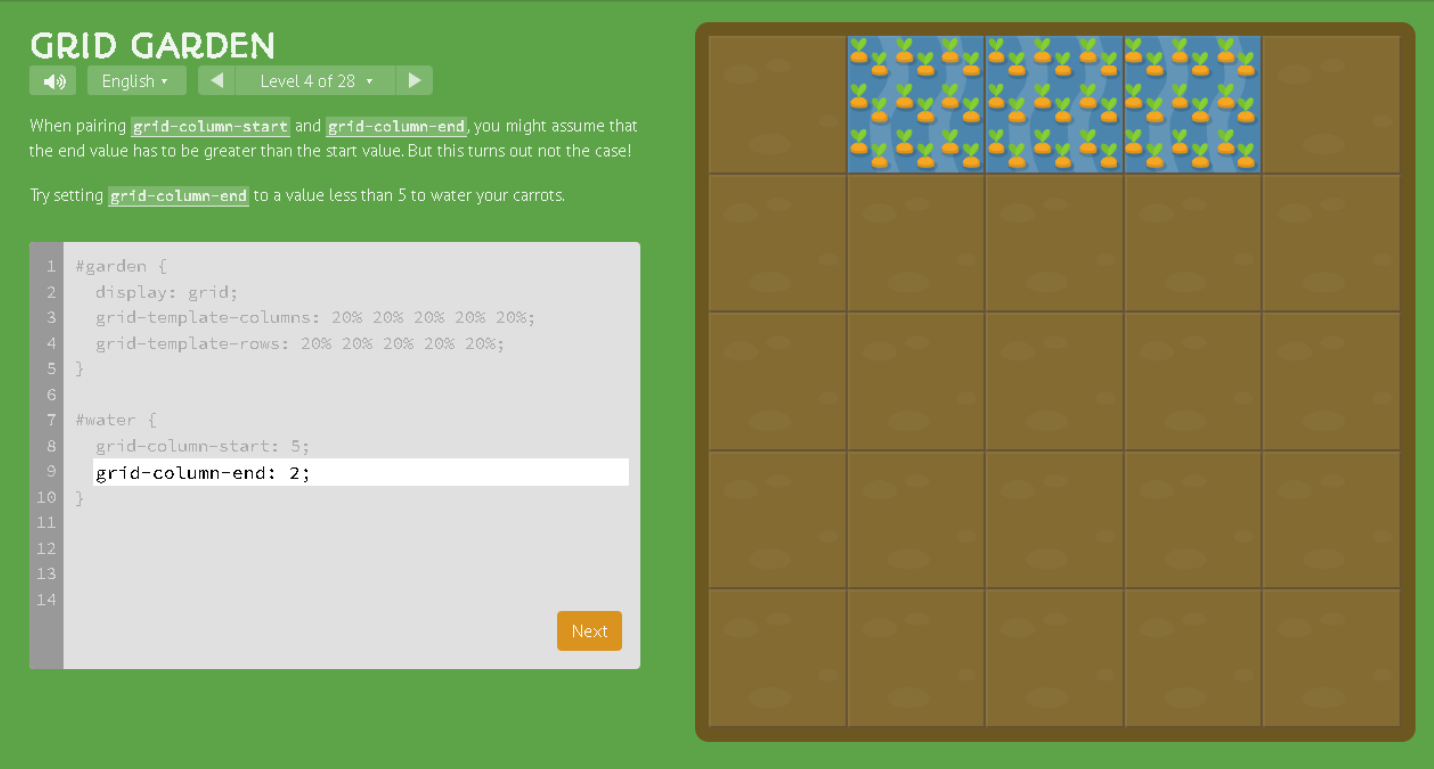 GRID GARDEN
English
Level 4 of 28
When pairing grid-column-start and grid-column-end, you might assume that
the end value has to be greater than the start value. But this turns out not the case!
Try setting grid-column-end to a value less than 5 to water your carrots.
1 #garden {
2 display: grid;
3 grid-template-columns: 20% 20% 20% 20% 20%;
4 grid-template-rows: 20% 20% 20% 20% 20%;
5 }
6
7 #water {
8 grid-column-start: 5;
9 grid-column-end: 2;
10 }
11
12
13
14
Next